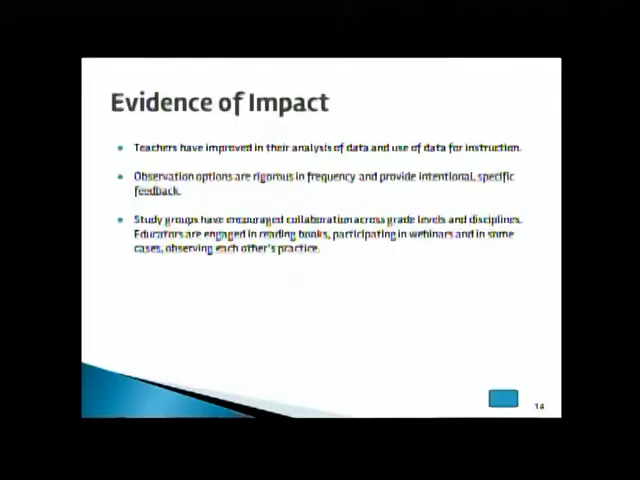 Evidence of Impact
Teachers have improved in their analysis of data and use of data for instruction.
Observation options are rigorous in frequency and provide intentional, specific
feedback.
Study groups have encouraged collaboration across grade levels and disciplines.
Educators are engaged in reading books, participating in webinars and in some
cases, observing each other's practice.
14